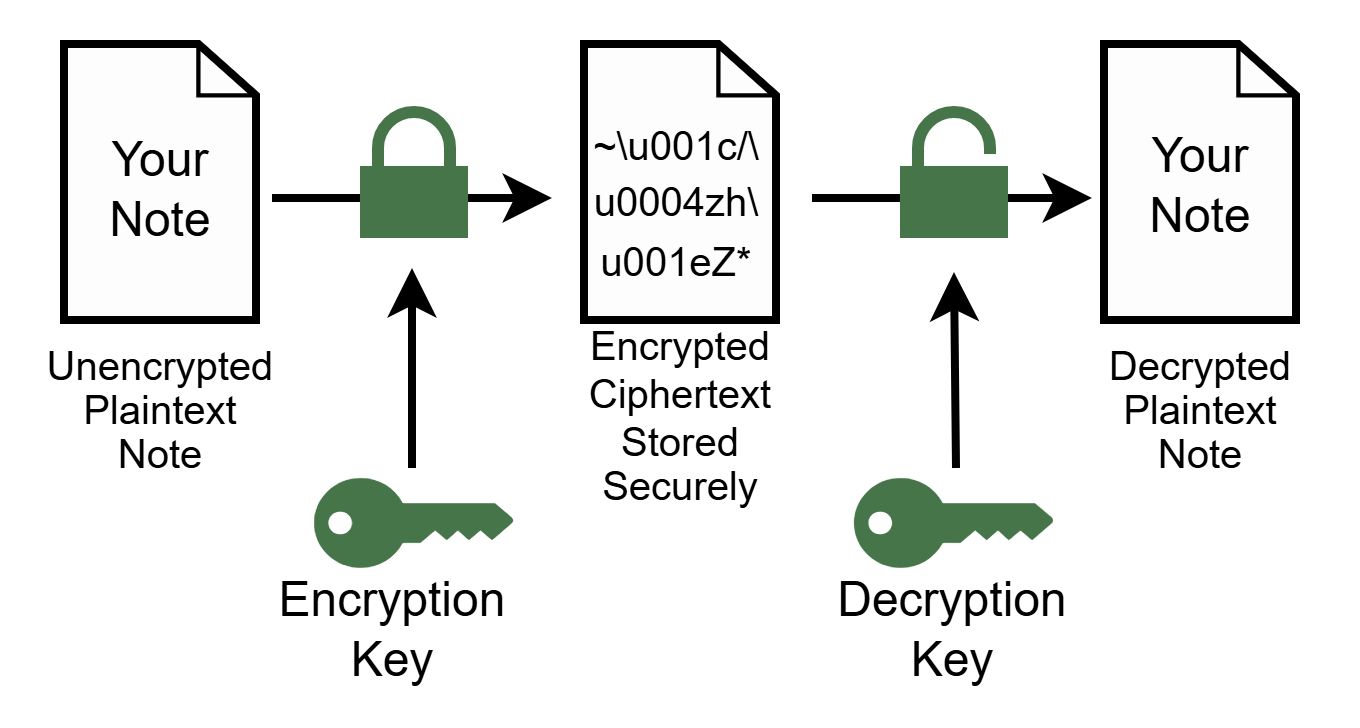 Your
Note
Unencrypted
Plaintext
Note
Encryption
Key
~\u001c/\
u0004zh\
u001eZ*
Encrypted
Ciphertext
Stored
Securely
Decryption
Key
Your
Note
Decrypted
Plaintext
Note